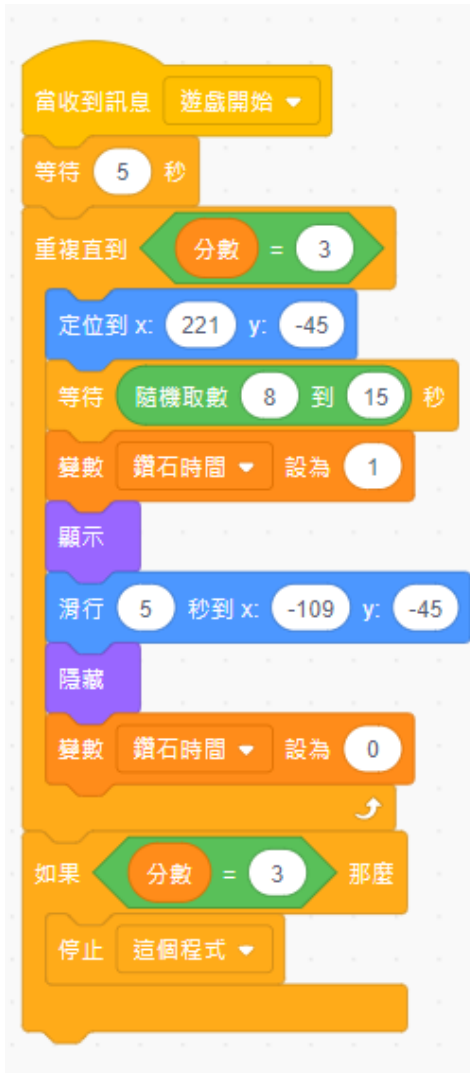 當收到訊息 遊戲開始
等待 5 秒
重複直到 分數 = 3
定位到 x: 221 y: -45
等待 隨機取數 8 到 15 秒
變數 鑽石時間 設為 1
顯示
滑行 5 秒到 x: -109 y: -45
隱藏
變數 鑽石時間 設為 0
如果 分數 = 3 那麼
停止 這個程式